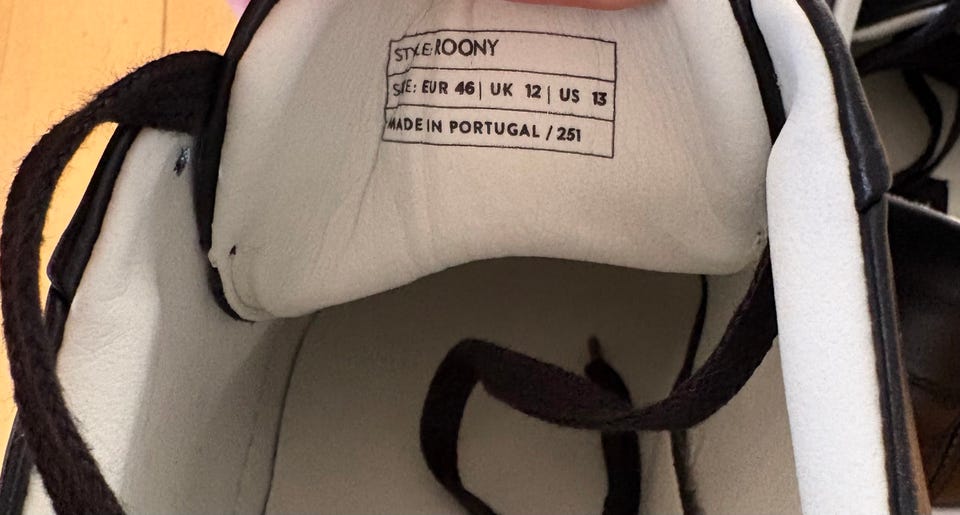 STYLE:ROONY
SIZE: EUR 46| UK 12| US 13
MADE IN PORTUGAL / 251